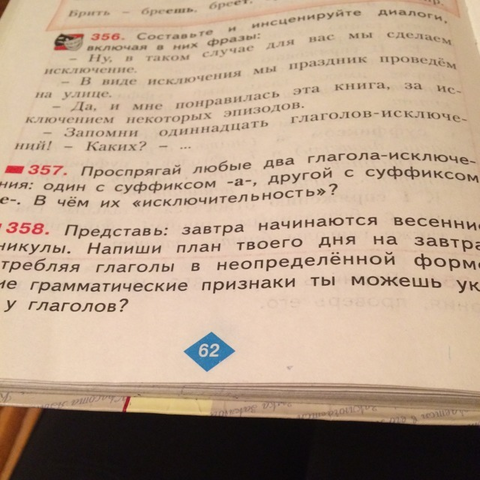 Брить – бреешь, бреет,
356. Составьте и инсценируйте диалоги,
включая в них фразы:
– Ну, в таком случае для вас мы сделаем
исключение.
– В виде исключения мы праздник проведём
на улице.
– Да, и мне понравилась эта книга, за ис-
ключением некоторых эпизодов.
– Запомни одиннадцать глаголов-исключе-
ний! – Каких? – ...
357. Проспрягай любые два глагола-исключе-
ния: один с суффиксом -а-, другой с суффиксом
е-. В чём их «исключительность»?
358. Представь: завтра начинаются весенние
никулы. Напиши план твоего дня на завтра
требляя глаголы в неопределённой форме
ие грамматические признаки ты можешь ук
у глаголов?
62